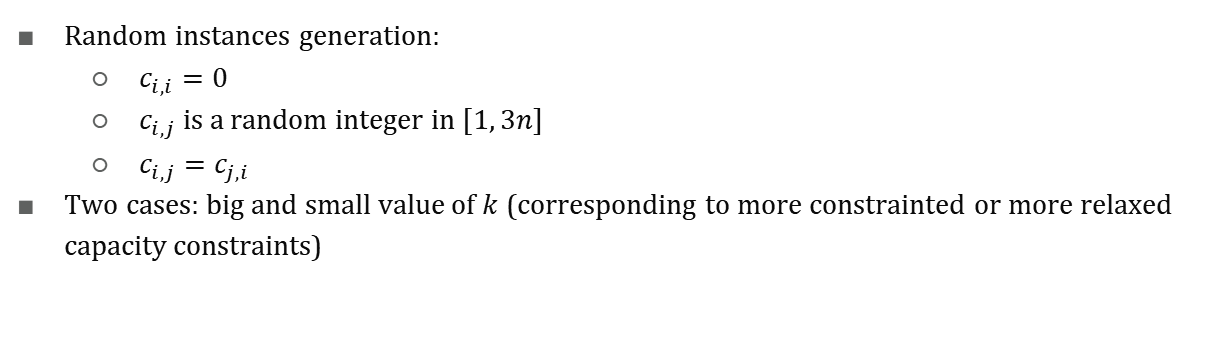 ▪ Random instances generation:
○ c_{i,i} = 0
○ c_{i,j} is a random integer in [1, 3n]
○ c_{i,j} = c_{j,i}
▪ Two cases: big and small value of k (corresponding to more constrainted or more relaxed
capacity constraints)